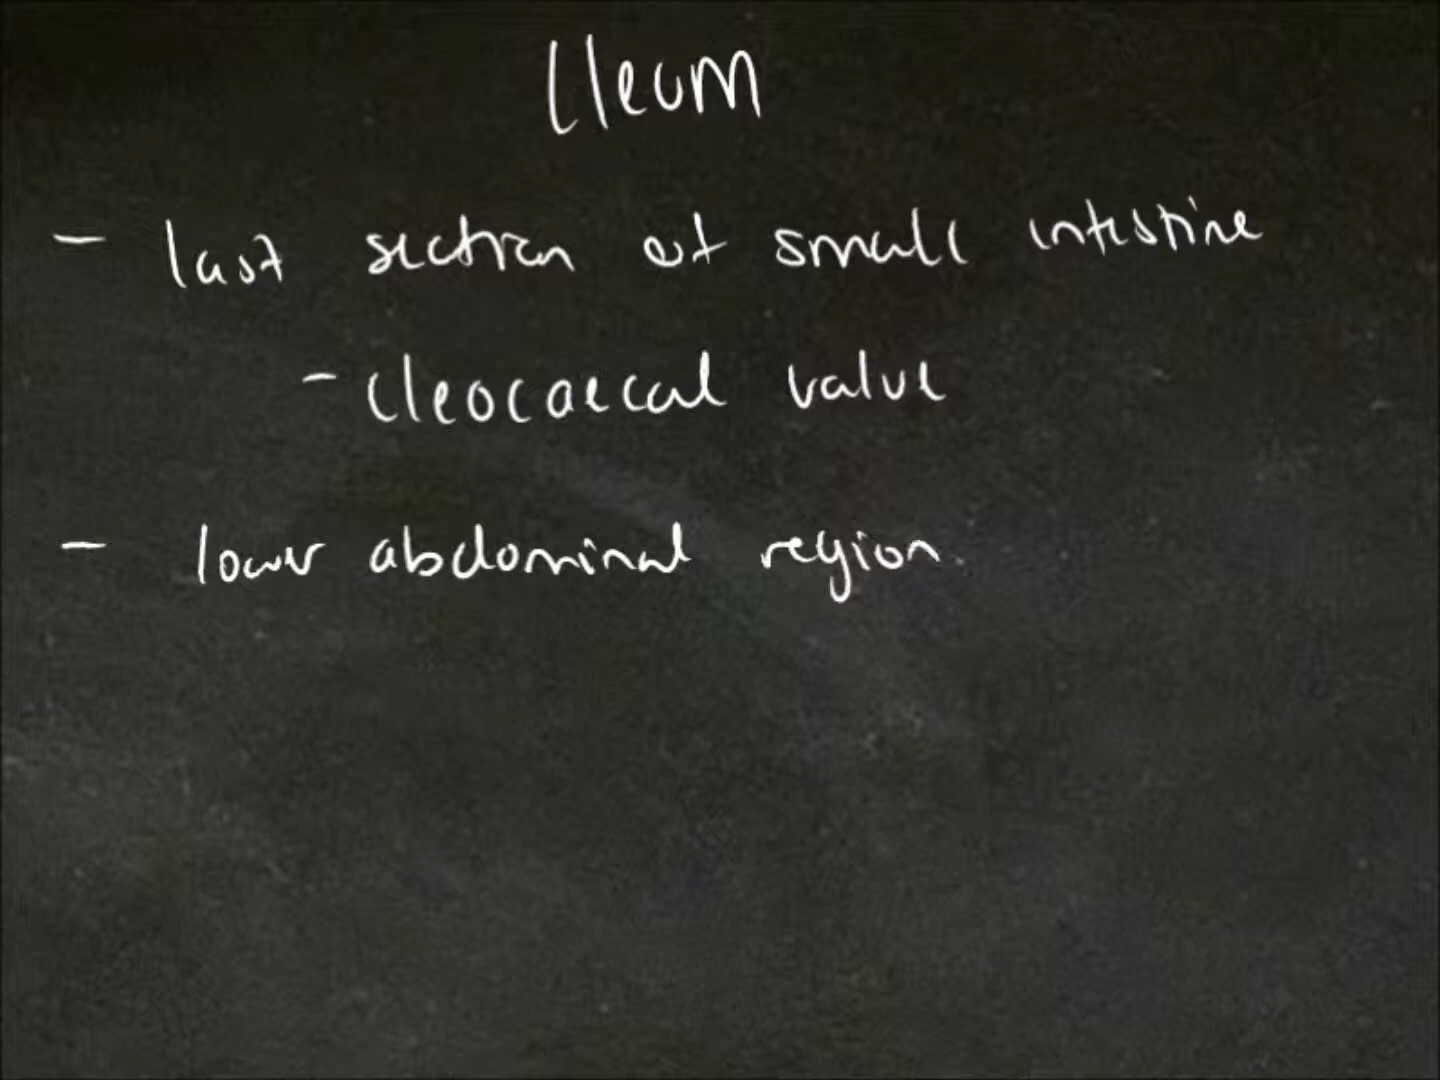 Ileum
- last section of small intestine
- ileocaecal valve
- lower abdominal region.